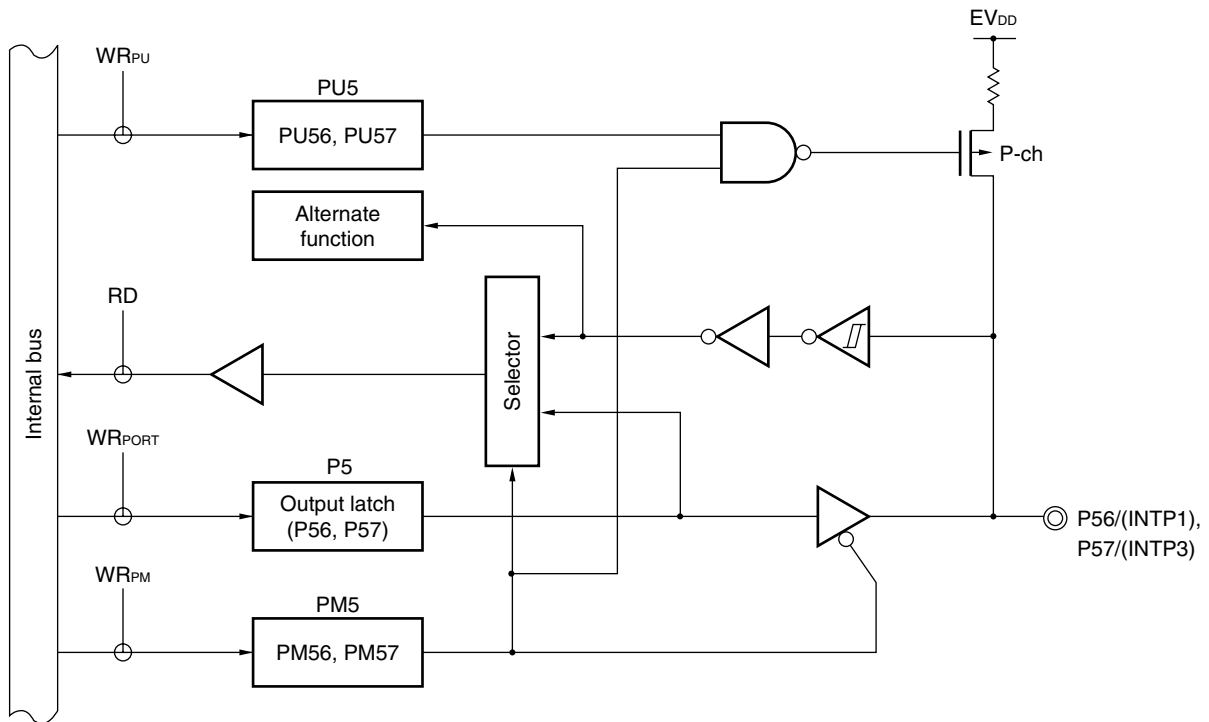 EVDD
WRPU
PU5
PU56, PU57
P-ch
Alternate
function
RD
Selector
Internal bus
WRPORT
P5
Output latch
(P56, P57)
P56/(INTP1),
P57/(INTP3)
WRPM
PM5
PM56, PM57